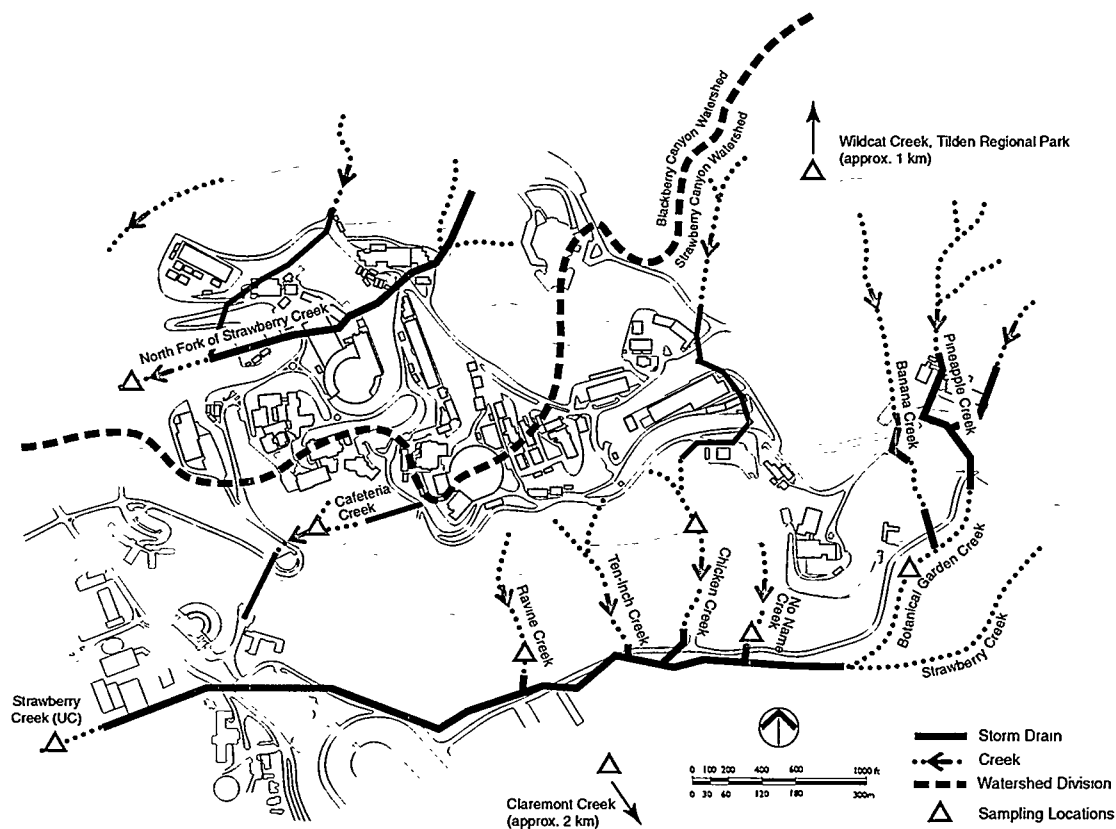 Blackberry Canyon Watershed
Strawberry Canyon Watershed
Wildcat Creek, Tilden Regional Park
(approx. 1 km)
North Fork of Strawberry Creek
Banana Creek
Pineapple Creek
Cafeteria
Creek
Ravine Creek
Ten-Inch Creek
Chicken Creek
No Name
Creek
Botanical Garden Creek
Strawberry Creek
Strawberry
Creek (UC)
Claremont Creek
(approx. 2 km)
0 100 200 400 600 1000 ft
0 30 60 120 180 300m
Storm Drain
Creek
Watershed Division
Sampling Locations